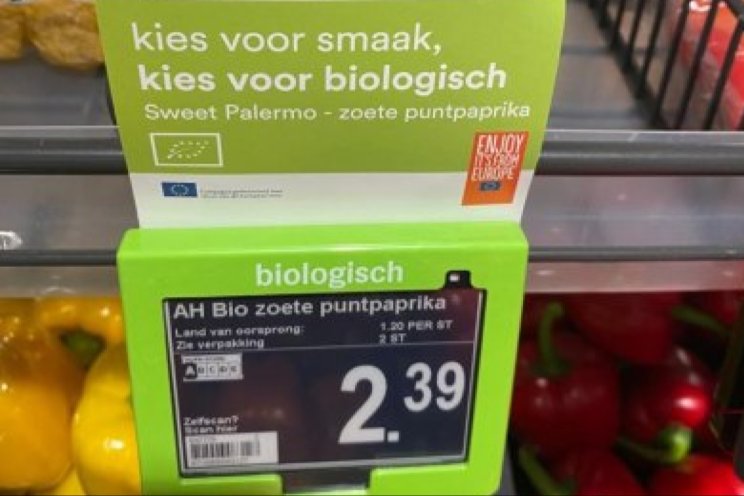 kies voor smaak,
kies voor biologisch
Sweet Palermo - zoete puntpaprika
ENJOY
IT'S FROM
EUROPE
biologisch
AH Bio zoete puntpaprika
Land van oorsprong: 1.20 PER ST
Zie verpakking 2 ST
A B C D E
2.39
Zelfscan?
Scan hier